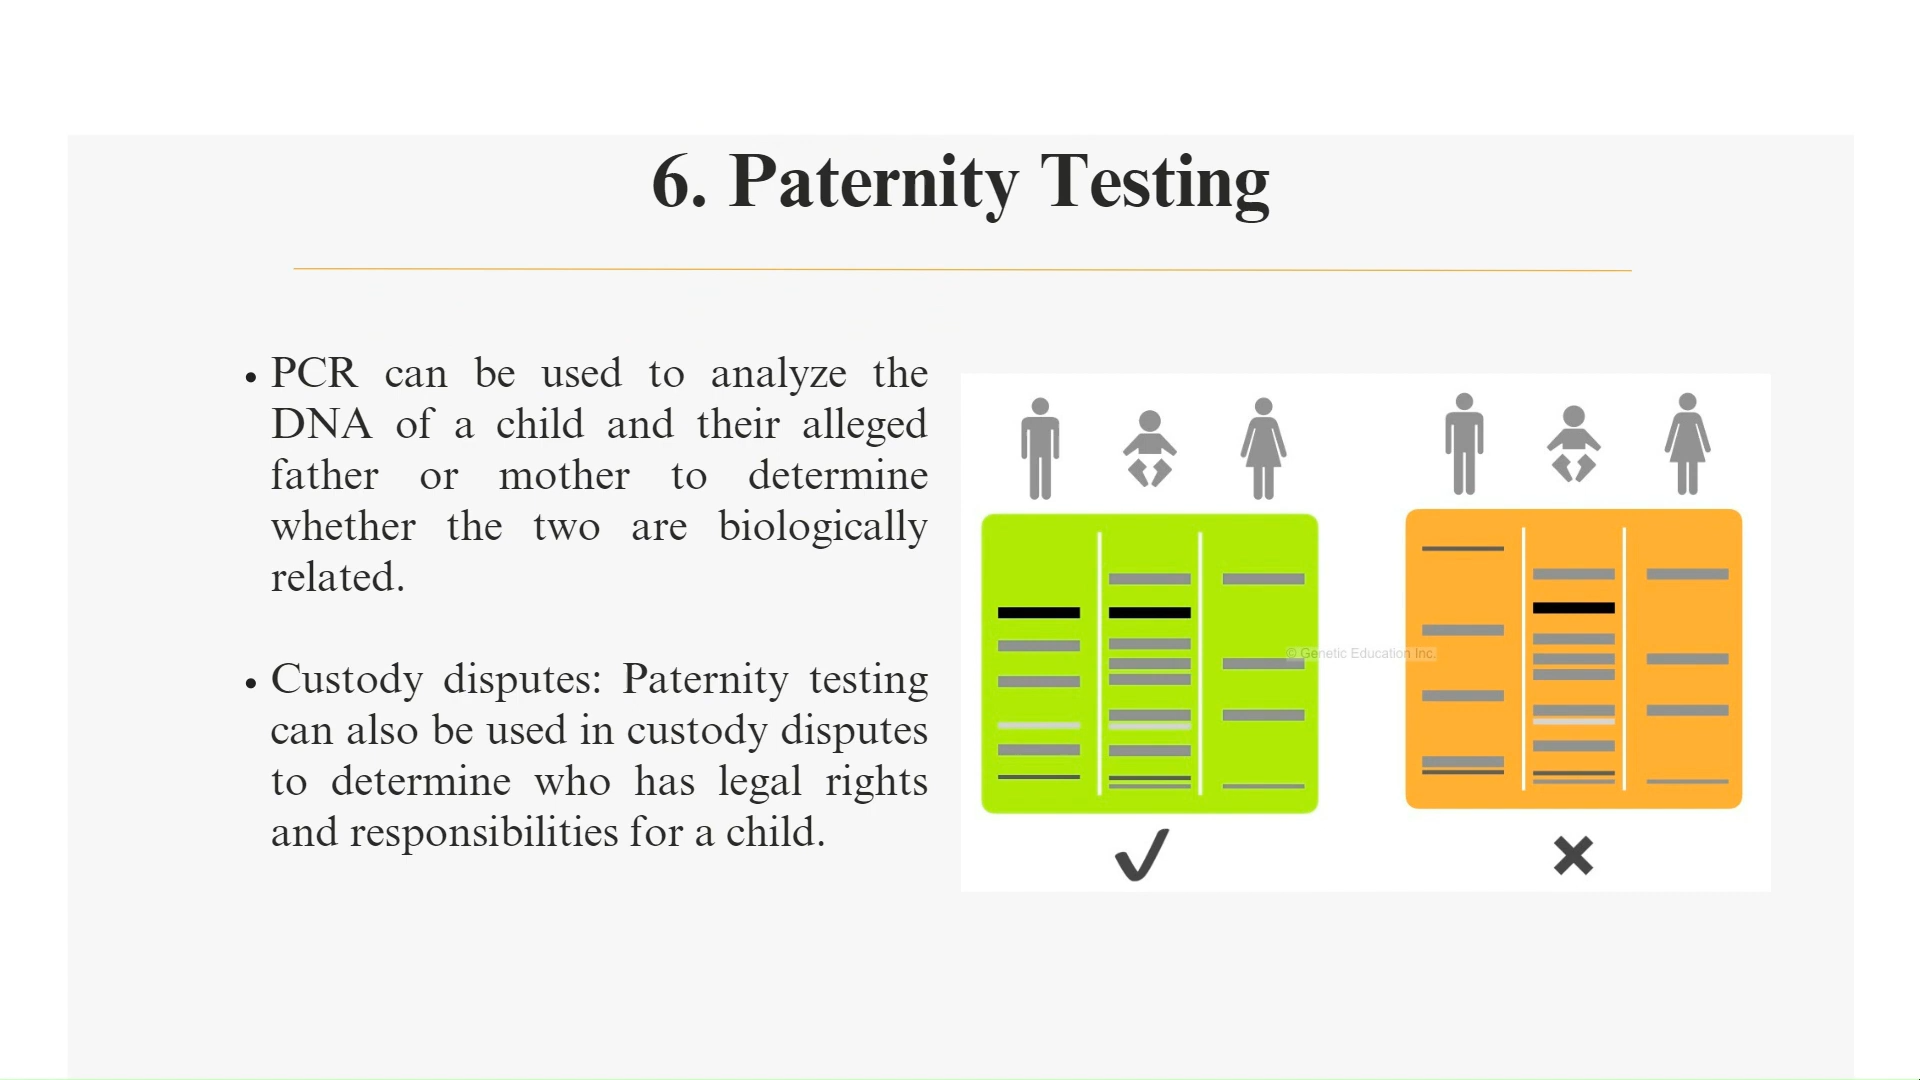 6. Paternity Testing
• PCR can be used to analyze the
DNA of a child and their alleged
father or mother to determine
whether the two are biologically
related.
• Custody disputes: Paternity testing
can also be used in custody disputes
to determine who has legal rights
and responsibilities for a child.
© Genetic Education Inc.